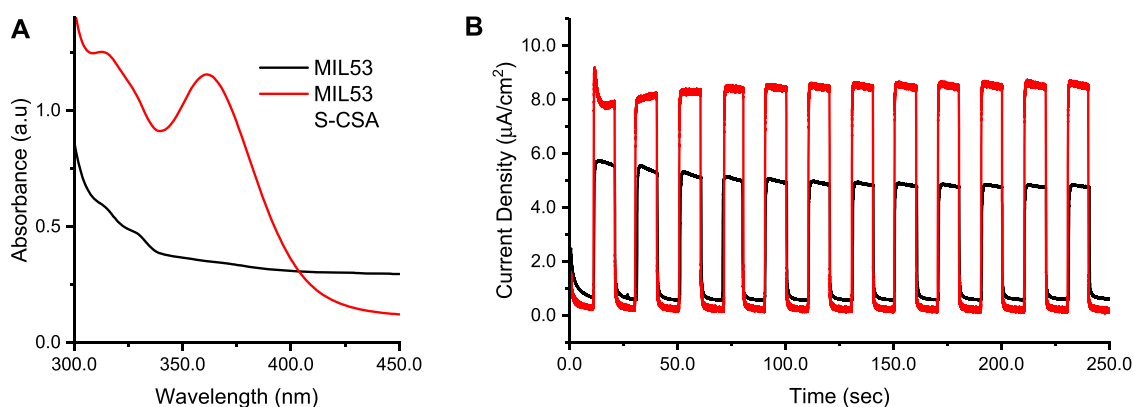 A
Absorbance (a.u)
1.0
0.5
0.0
MIL53
MIL53
S-CSA
300.0 350.0 400.0 450.0
Wavelength (nm)
B
Current Density (µA/cm²)
10.0
8.0
6.0
4.0
2.0
0.0
0.0 50.0 100.0 150.0 200.0 250.0
Time (sec)